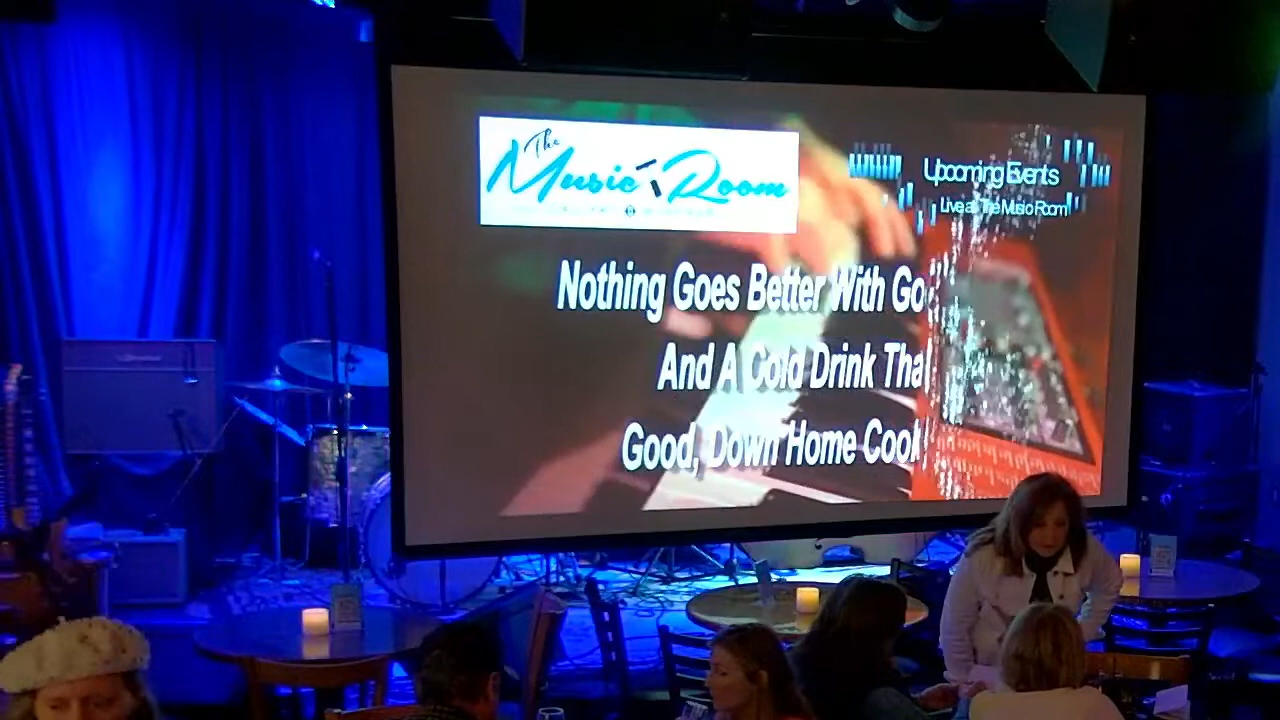 The
Music Room
Upcoming Events
Live at The Music Room
Nothing Goes Better With Go
And A Cold Drink Tha
Good, Down Home Cook